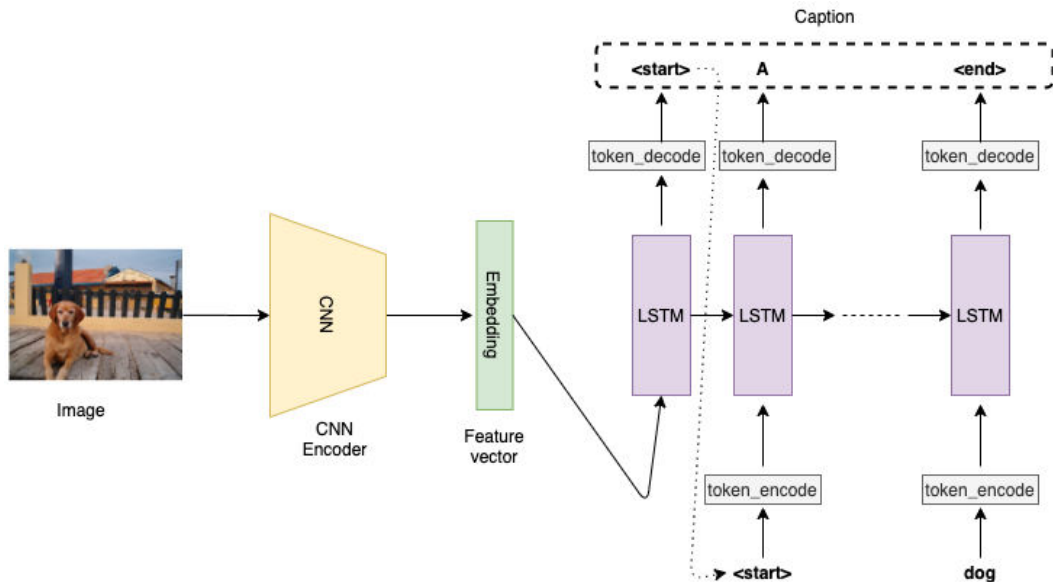 Caption
<start> A <end>
token_decode token_decode token_decode
CNN
Embedding
LSTM LSTM LSTM
Image
CNN
Encoder
Feature
vector
token_encode token_encode
<start> dog